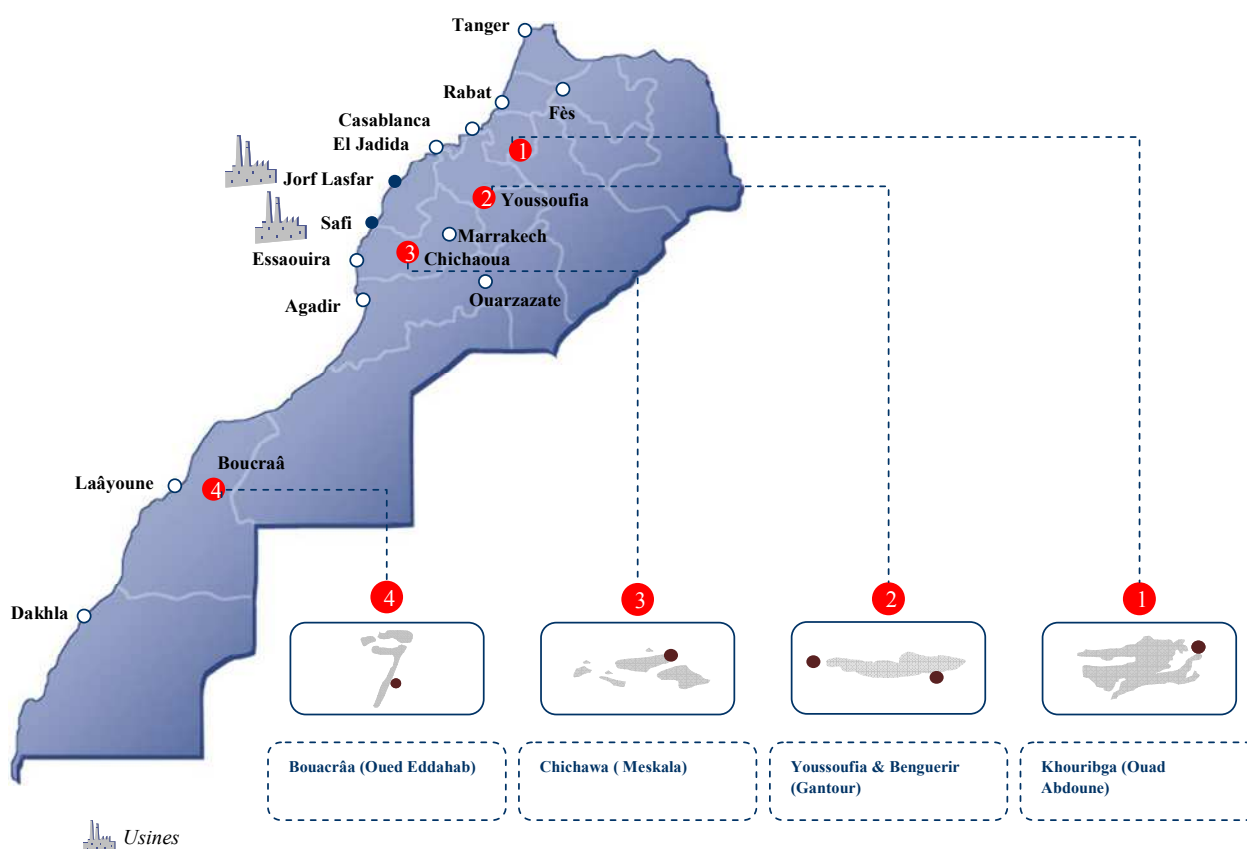 Tanger
Rabat
Fès
Casablanca
El Jadida
1
Jorf Lasfar
2
Youssoufia
Safi
Marrakech
3
Essaouira
Chichaoua
Agadir
Ouarzazate
Boucraâ
Laâyoune
4
Dakhla
4
3
2
1
Bouacrâa (Oued Eddahab)
Chichawa ( Meskala)
Youssoufia & Benguerir
(Gantour)
Khouribga (Ouad
Abdoune)
Usines